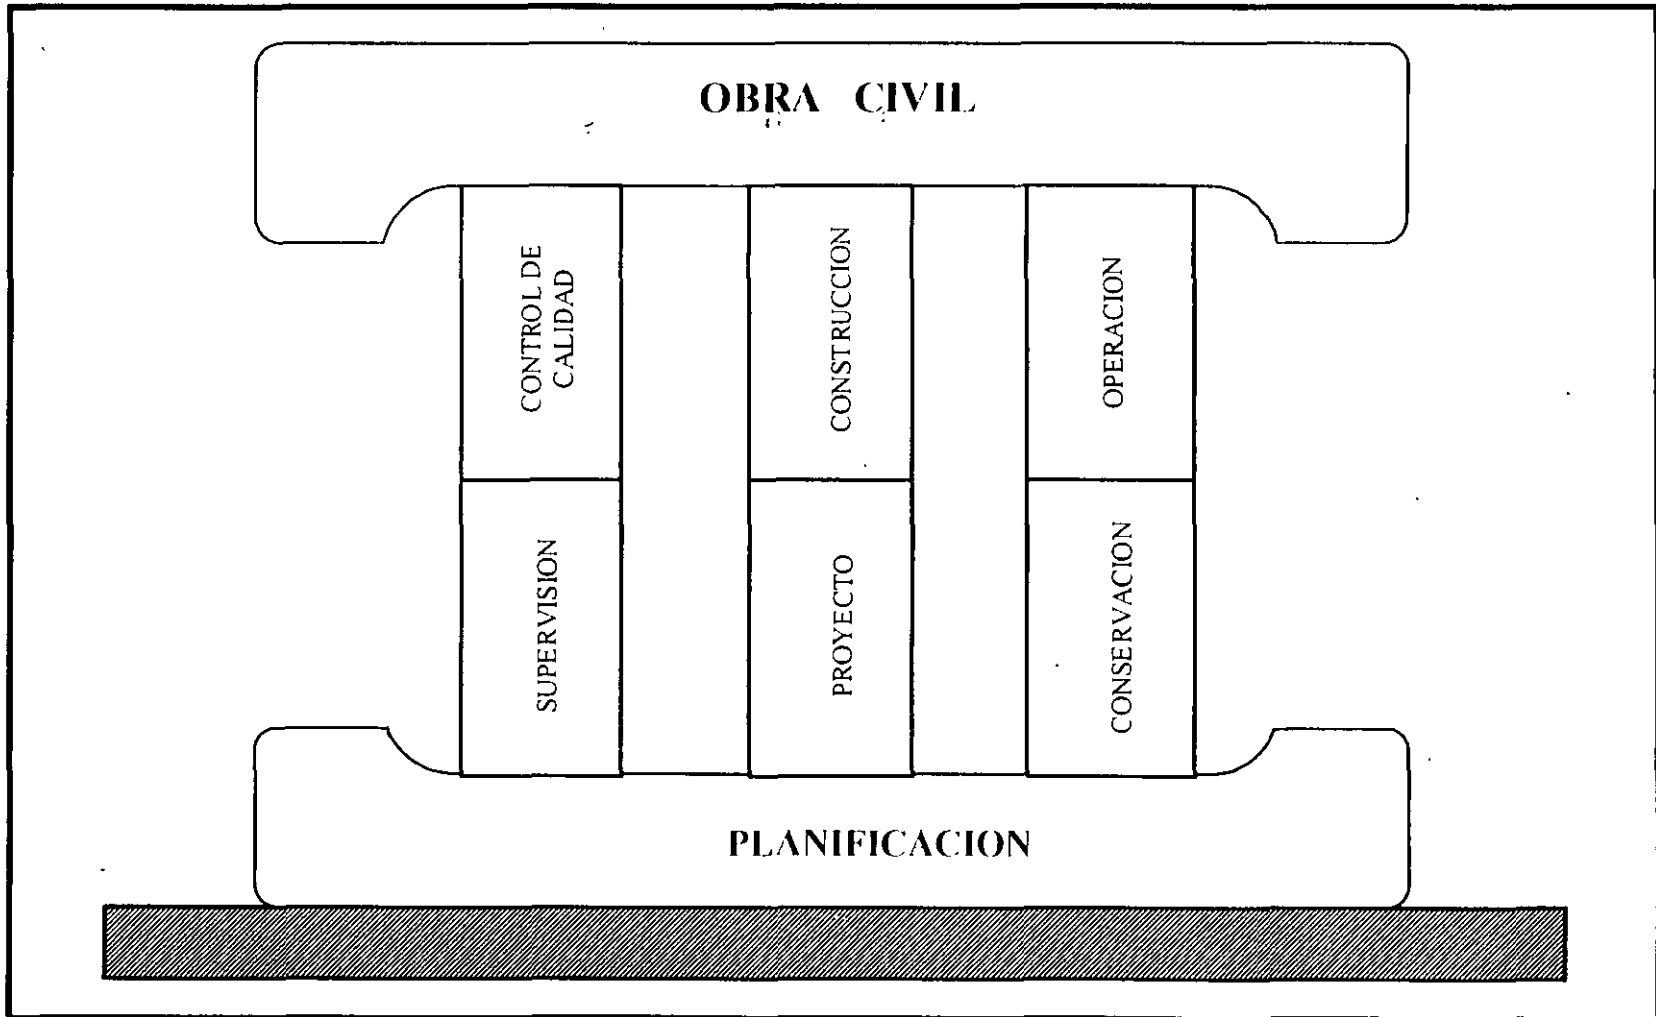 OBRA CIVIL
CONTROL DE
CALIDAD
CONSTRUCCION
OPERACION
SUPERVISION
PROYECTO
CONSERVACION
PLANIFICACION